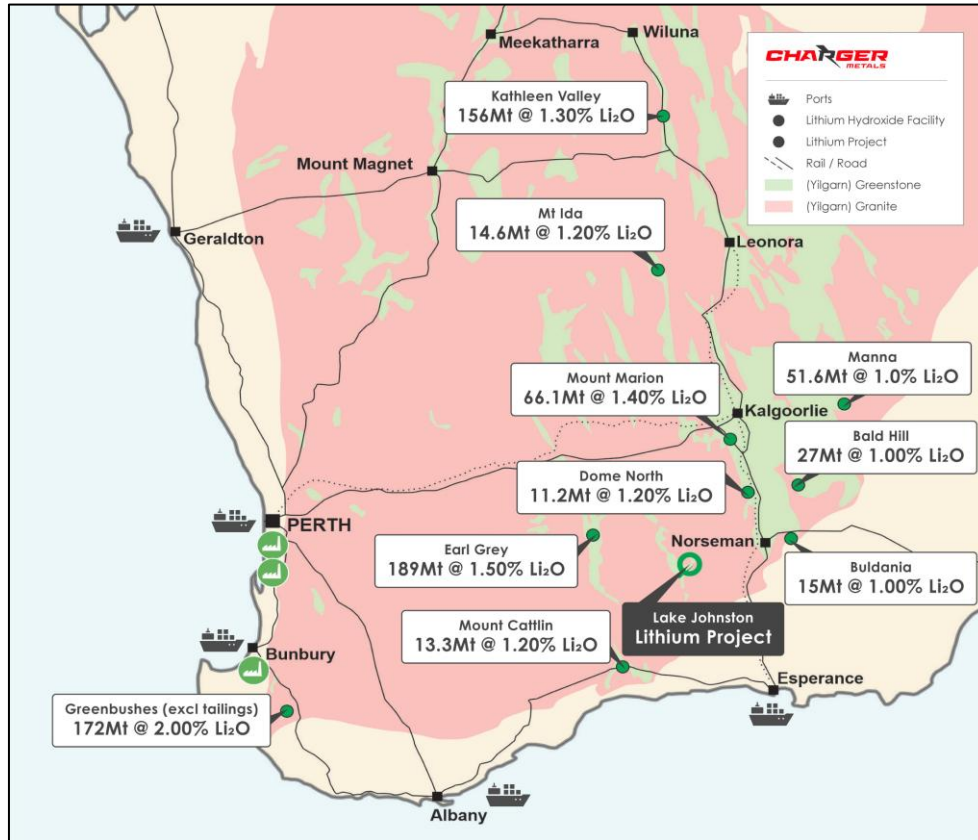 Meekatharra
Wiluna
CHARGER
METALS
Ports
Lithium Hydroxide Facility
Lithium Project
Rail / Road
(Yilgarn) Greenstone
(Yilgarn) Granite
Kathleen Valley
156Mt @ 1.30% Li₂O
Mount Magnet
Mt Ida
14.6Mt @ 1.20% Li₂O
Geraldton
Leonora
Manna
51.6Mt @ 1.0% Li₂O
Mount Marion
66.1Mt @ 1.40% Li₂O
Kalgoorlie
Bald Hill
27Mt @ 1.00% Li₂O
Dome North
11.2Mt @ 1.20% Li₂O
PERTH
Norseman
Earl Grey
189Mt @ 1.50% Li₂O
Buldania
15Mt @ 1.00% Li₂O
Lake Johnston
Lithium Project
Mount Cattlin
13.3Mt @ 1.20% Li₂O
Bunbury
Esperance
Greenbushes (excl tailings)
172Mt @ 2.00% Li₂O
Albany